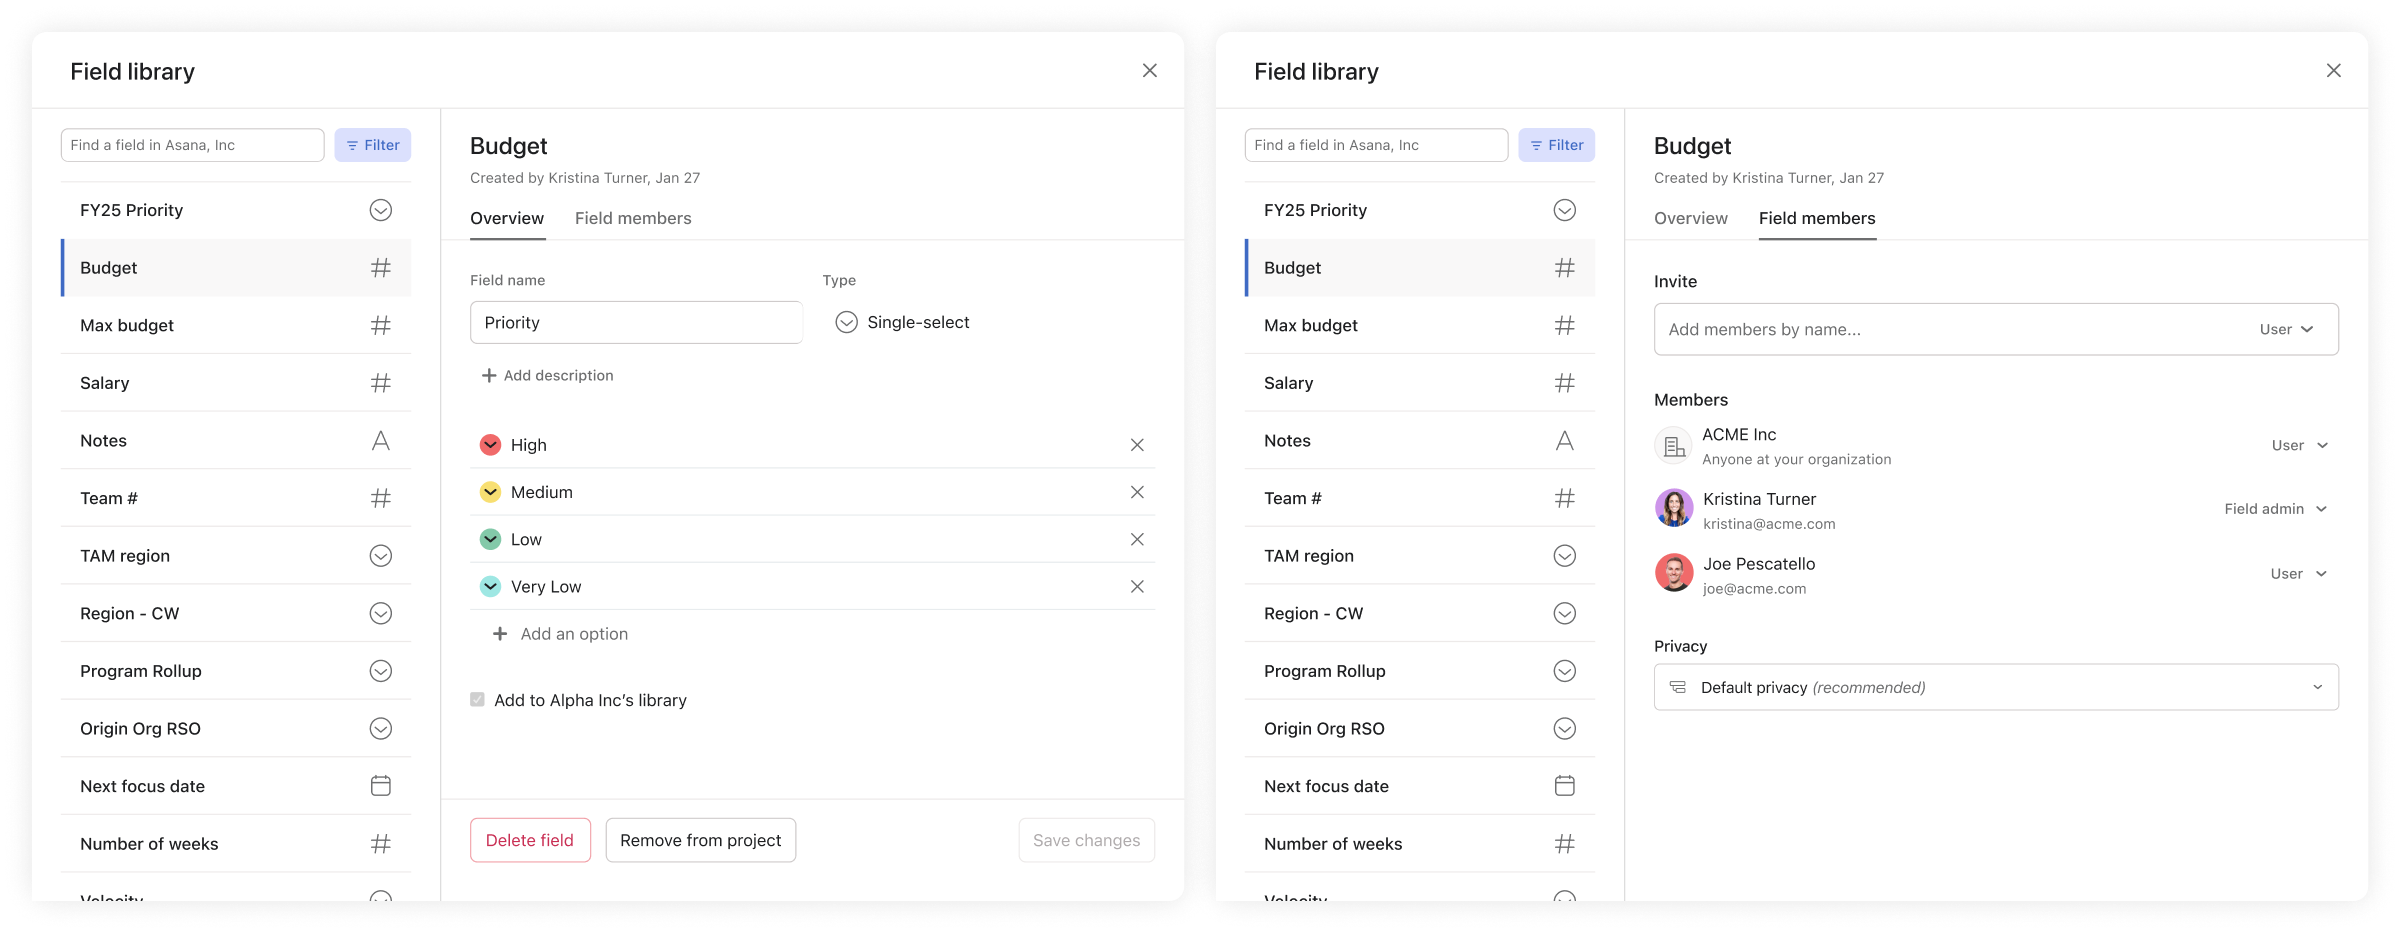 Field library
Find a field in Asana, Inc
Filter
FY25 Priority
Budget
Max budget
Salary
Notes
Team #
TAM region
Region - CW
Program Rollup
Origin Org RSO
Next focus date
Number of weeks
Velocity
Budget
Created by Kristina Turner, Jan 27
Overview Field members
Field name Type
Priority Single-select
Add description
High
Medium
Low
Very Low
Add an option
Add to Alpha Inc’s library
Delete field Remove from project Save changes
Field library
Find a field in Asana, Inc
Filter
FY25 Priority
Budget
Max budget
Salary
Notes
Team #
TAM region
Region - CW
Program Rollup
Origin Org RSO
Next focus date
Number of weeks
Velocity
Budget
Created by Kristina Turner, Jan 27
Overview Field members
Invite
Add members by name... User
Members
ACME Inc
Anyone at your organization
User
Kristina Turner
kristina@acme.com
Field admin
Joe Pescatello
joe@acme.com
User
Privacy
Default privacy (recommended)